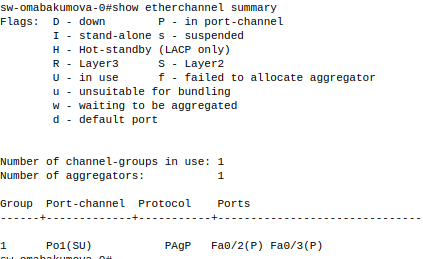 sw-omabakumova-0#show etherchannel summary
Flags:  D - down        P - in port-channel
        I - stand-alone s - suspended
        H - Hot-standby (LACP only)
        R - Layer3      S - Layer2
        U - in use      f - failed to allocate aggregator
        u - unsuitable for bundling
        w - waiting to be aggregated
        d - default port
Number of channel-groups in use: 1
Number of aggregators:           1
Group  Port-channel  Protocol    Ports
------+-------------+-----------+-------------------------------
1      Po1(SU)           PAgP   Fa0/2(P) Fa0/3(P)
sw-omabakumova-0#